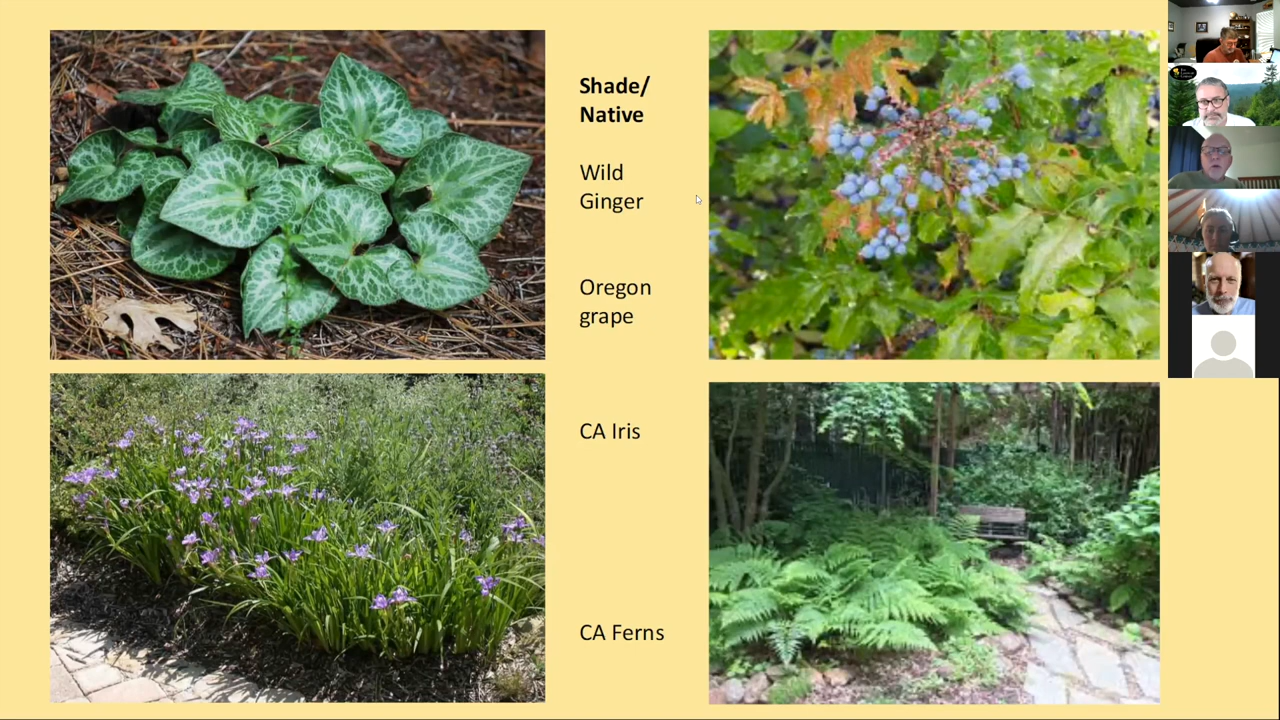 Shade/
Native
Wild
Ginger
Oregon
grape
CA Iris
CA Ferns